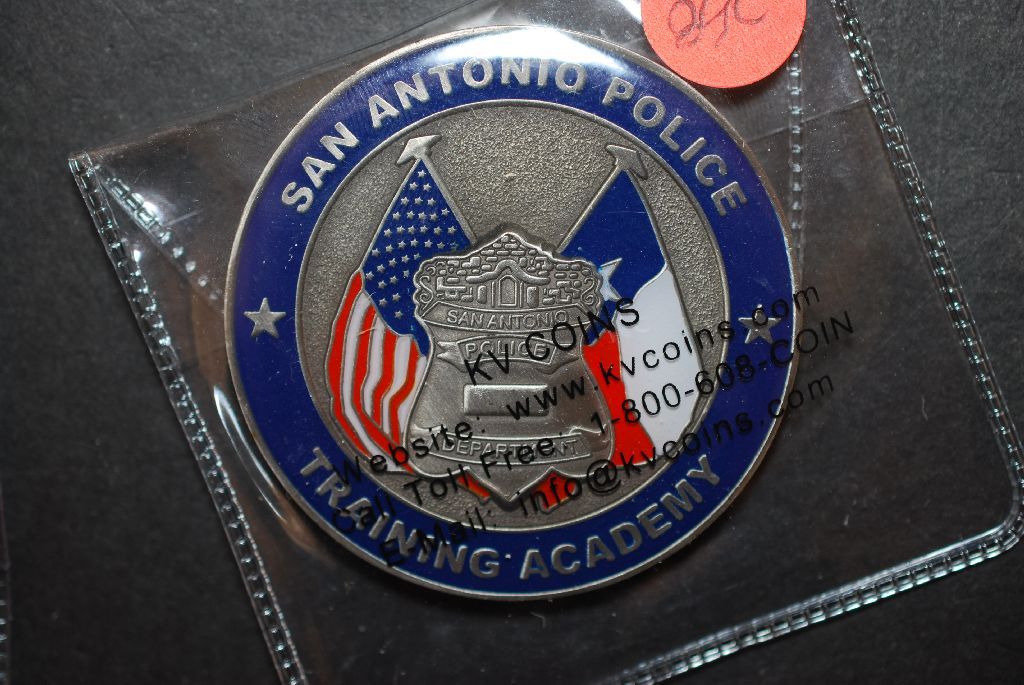 SAN ANTONIO POLICE
TRAINING ACADEMY
SAN ANTONIO
POLICE
DEPARTMENT
KV COINS
Website: www.kvcoins.com
Call Toll Free: 1-800-608-COIN
E-Mail: info@kvcoins.com